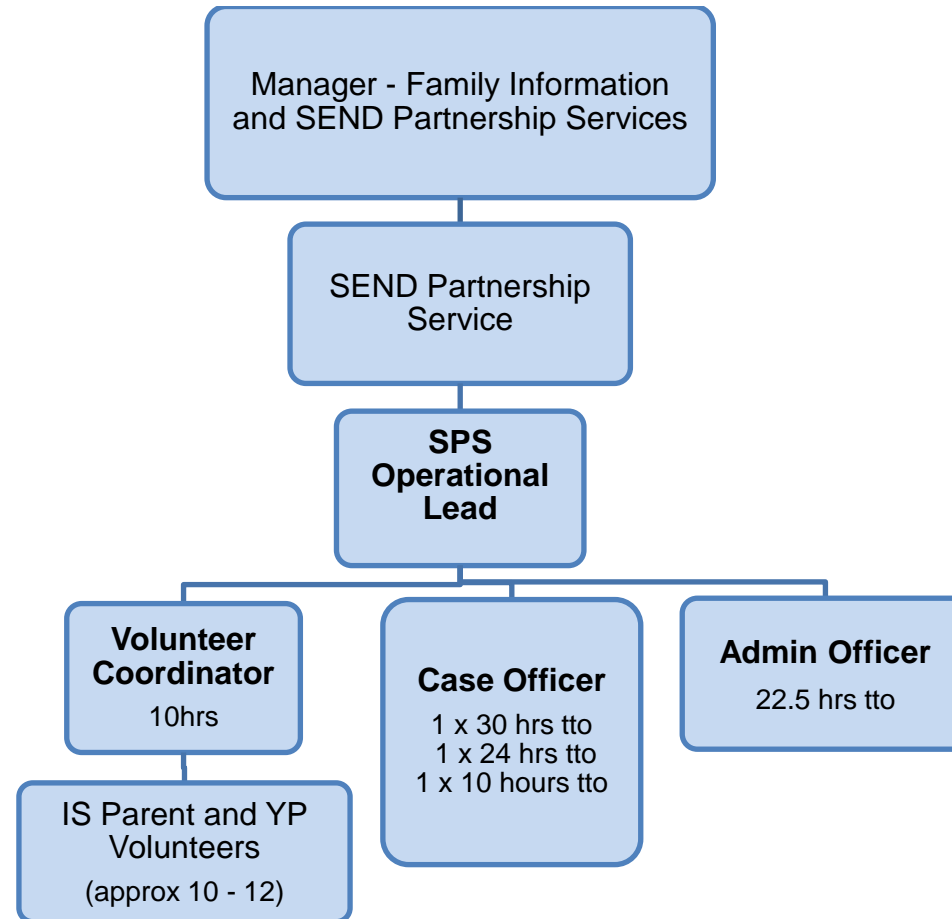 Manager - Family Information
and SEND Partnership Services
SEND Partnership
Service
SPS
Operational
Lead
Volunteer
Coordinator
10hrs
Case Officer
1 x 30 hrs tto
1 x 24 hrs tto
1 x 10 hours tto
Admin Officer
22.5 hrs tto
IS Parent and YP
Volunteers
(approx 10 - 12)